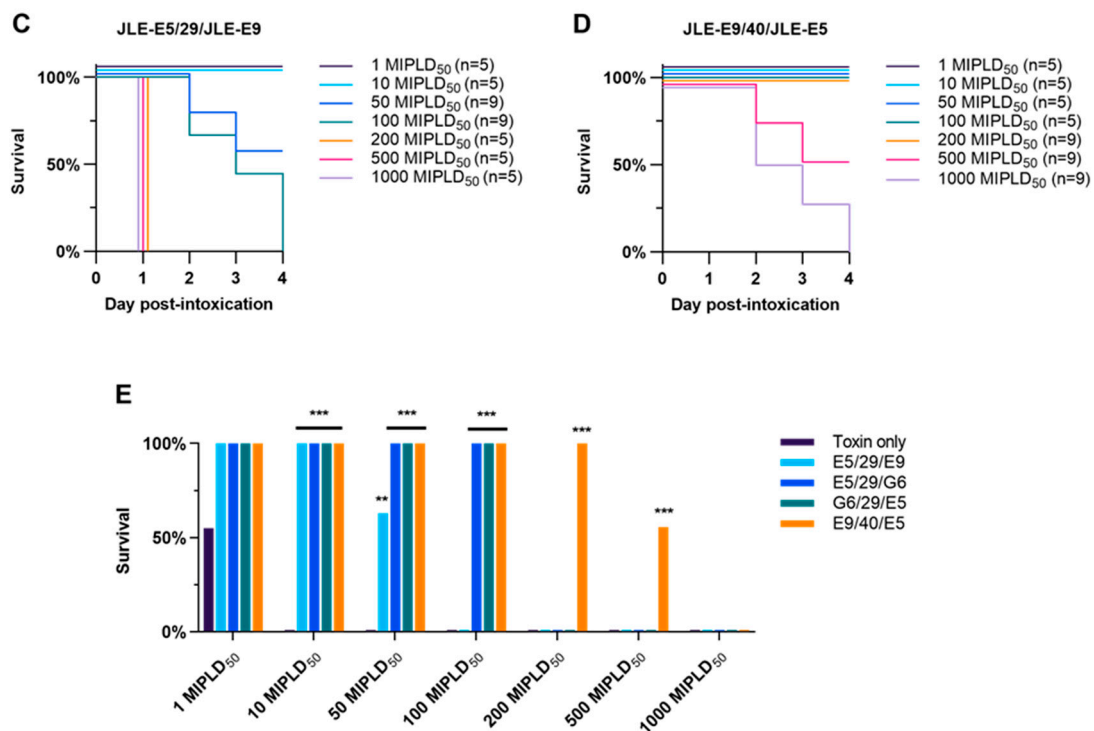 C
JLE-E5/29/JLE-E9
Survival
100%
50%
0%
0 1 2 3 4
Day post-intoxication
1 MIPLD50 (n=5)
10 MIPLD50 (n=5)
50 MIPLD50 (n=9)
100 MIPLD50 (n=9)
200 MIPLD50 (n=5)
500 MIPLD50 (n=5)
1000 MIPLD50 (n=5)
D
JLE-E9/40/JLE-E5
Survival
100%
50%
0%
0 1 2 3 4
Day post-intoxication
1 MIPLD50 (n=5)
10 MIPLD50 (n=5)
50 MIPLD50 (n=5)
100 MIPLD50 (n=5)
200 MIPLD50 (n=9)
500 MIPLD50 (n=9)
1000 MIPLD50 (n=9)
E
Survival
100%
50%
0%
*** *** *** *** ** ***
1 MIPLD50
10 MIPLD50
50 MIPLD50
100 MIPLD50
200 MIPLD50
500 MIPLD50
1000 MIPLD50
Toxin only
E5/29/E9
E5/29/G6
G6/29/E5
E9/40/E5